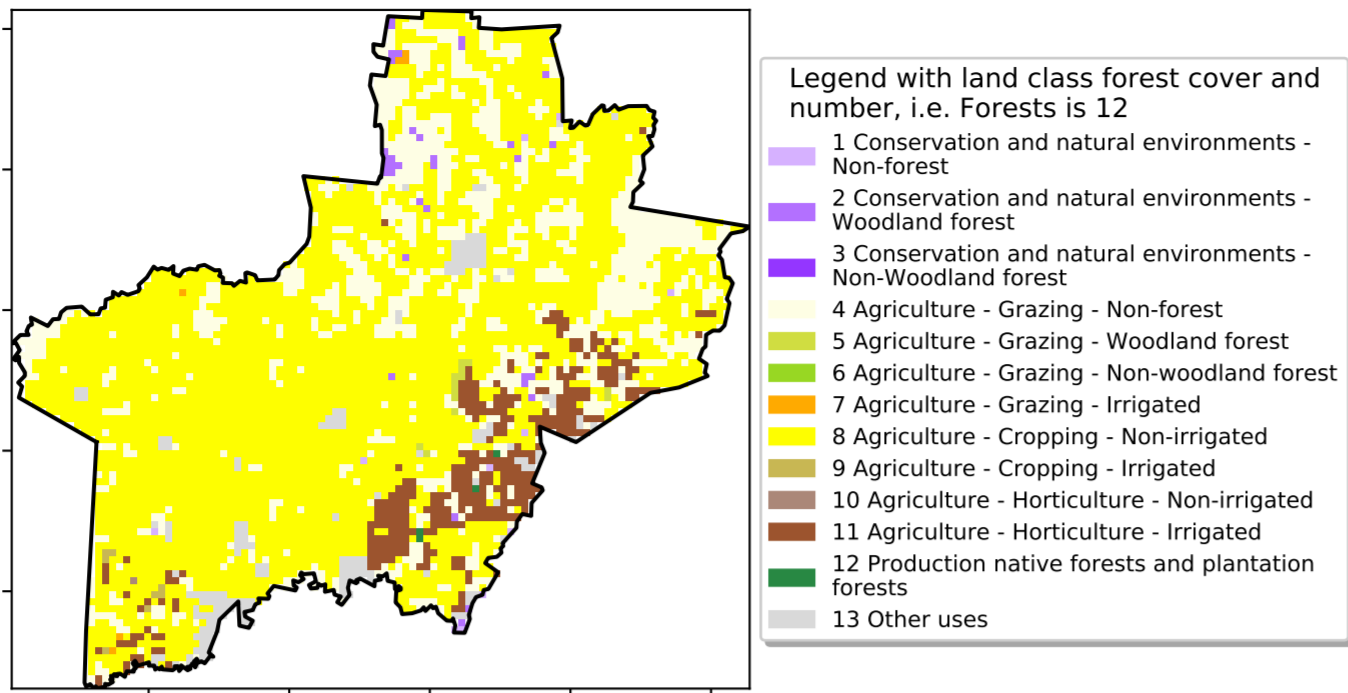 Legend with land class forest cover and
number, i.e. Forests is 12
1 Conservation and natural environments -
Non-forest
2 Conservation and natural environments -
Woodland forest
3 Conservation and natural environments -
Non-Woodland forest
4 Agriculture - Grazing - Non-forest
5 Agriculture - Grazing - Woodland forest
6 Agriculture - Grazing - Non-woodland forest
7 Agriculture - Grazing - Irrigated
8 Agriculture - Cropping - Non-irrigated
9 Agriculture - Cropping - Irrigated
10 Agriculture - Horticulture - Non-irrigated
11 Agriculture - Horticulture - Irrigated
12 Production native forests and plantation
forests
13 Other uses